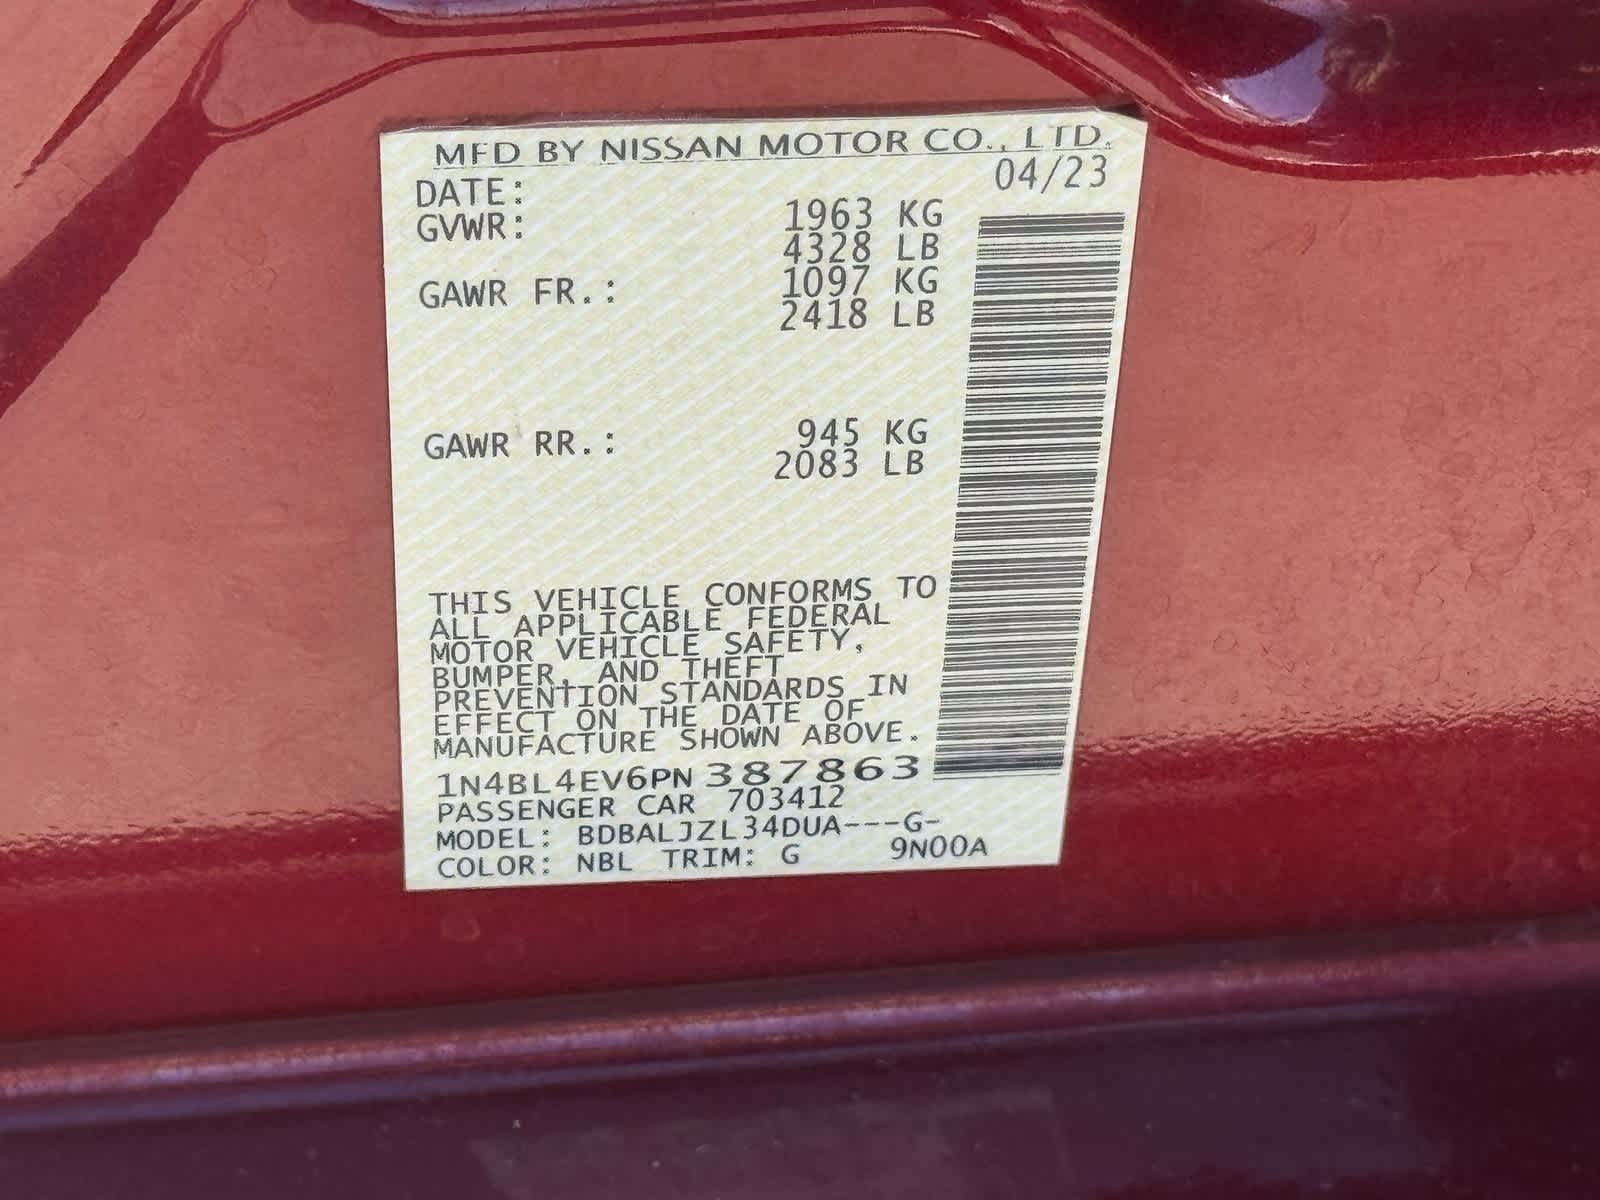 MFD BY NISSAN MOTOR CO., LTD.
DATE: 04/23
GVWR: 1963 KG
4328 LB
GAWR FR.: 1097 KG
2418 LB
GAWR RR.: 945 KG
2083 LB
THIS VEHICLE CONFORMS TO
ALL APPLICABLE FEDERAL
MOTOR VEHICLE SAFETY,
BUMPER, AND THEFT
PREVENTION STANDARDS IN
EFFECT ON THE DATE OF
MANUFACTURE SHOWN ABOVE.
1N4BL4EV6PN387863
PASSENGER CAR 703412
MODEL: BDBALJZL34DUA---G-
COLOR: NBL TRIM: G 9N00A